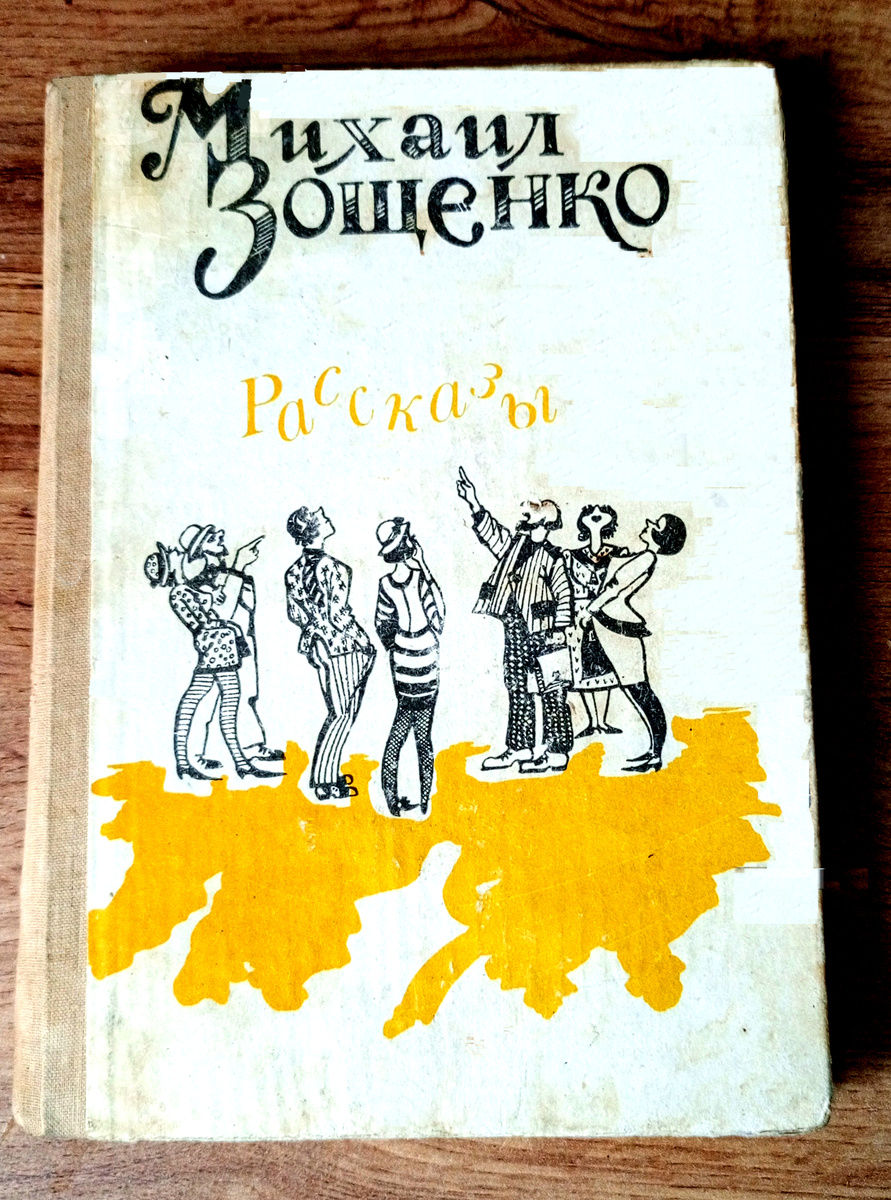 Михаил
Зощенко
Рассказы